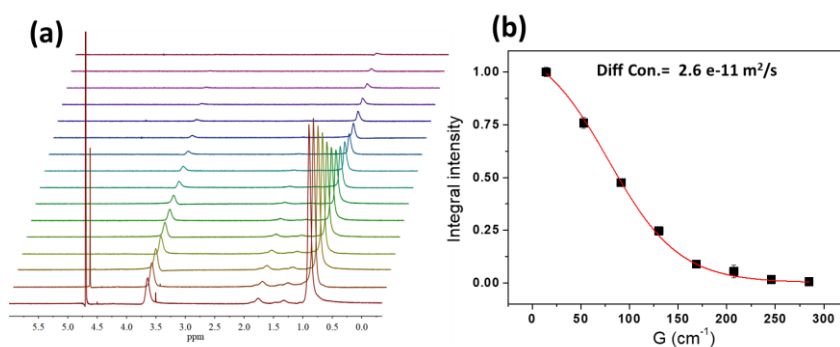 (a)
5.5 5.0 4.5 4.0 3.5 3.0 2.5 2.0 1.5 1.0 0.5 0.0
ppm
(b)
Diff Con.= 2.6 e-11 m²/s
1.00
0.75
0.50
0.25
0.00
Integral intensity
0 50 100 150 200 250 300
G (cm⁻¹)